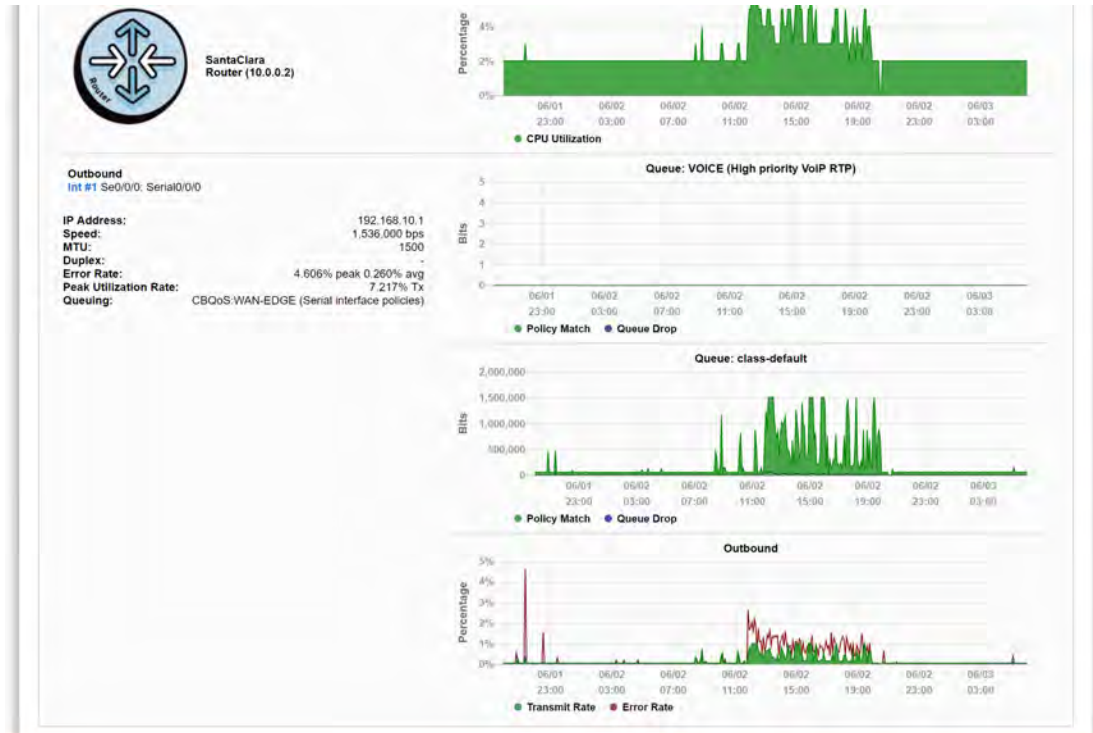 Router
SantaClara
Router (10.0.0.2)
Percentage
4%
2%
0%
06/01 06/02 06/02 06/02 06/02 06/02 06/02 06/03
23:00 03:00 07:00 11:00 15:00 19:00 23:00 03:00
CPU Utilization
Outbound
Int #1 Se0/0/0: Serial0/0/0
IP Address: 192.168.10.1
Speed: 1,536,000 bps
MTU: 1500
Duplex: -
Error Rate: 4.606% peak 0.260% avg
Peak Utilization Rate: 7.217% Tx
Queuing: CBQoS:WAN-EDGE (Serial interface policies)
Queue: VOICE (High priority VoiP RTP)
Bits
5
4
3
2
1
0
06/01 06/02 06/02 06/02 06/02 06/02 06/02 06/03
23:00 03:00 07:00 11:00 15:00 19:00 23:00 03:00
Policy Match Queue Drop
Queue: class-default
Bits
2,000,000
1,500,000
1,000,000
500,000
0
06/01 06/02 06/02 06/02 06/02 06/02 06/02 06/03
23:00 03:00 07:00 11:00 15:00 19:00 23:00 03:00
Policy Match Queue Drop
Outbound
Percentage
5%
4%
3%
1%
0%
06/01 06/02 06/02 06/02 06/02 06/02 06/02 06/03
23:00 03:00 07:00 11:00 15:00 19:00 23:00 03:00
Transmit Rate Error Rate